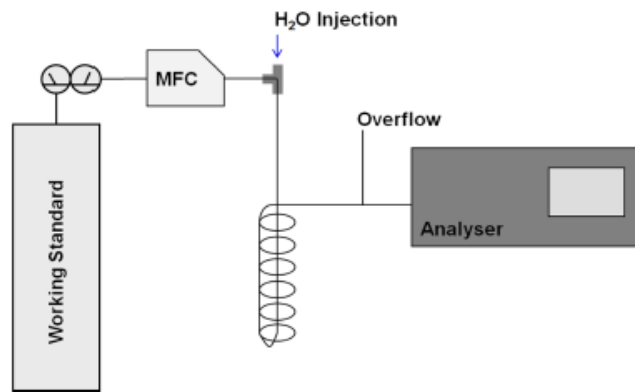 H₂O Injection
MFC
Overflow
Working Standard
Analyser